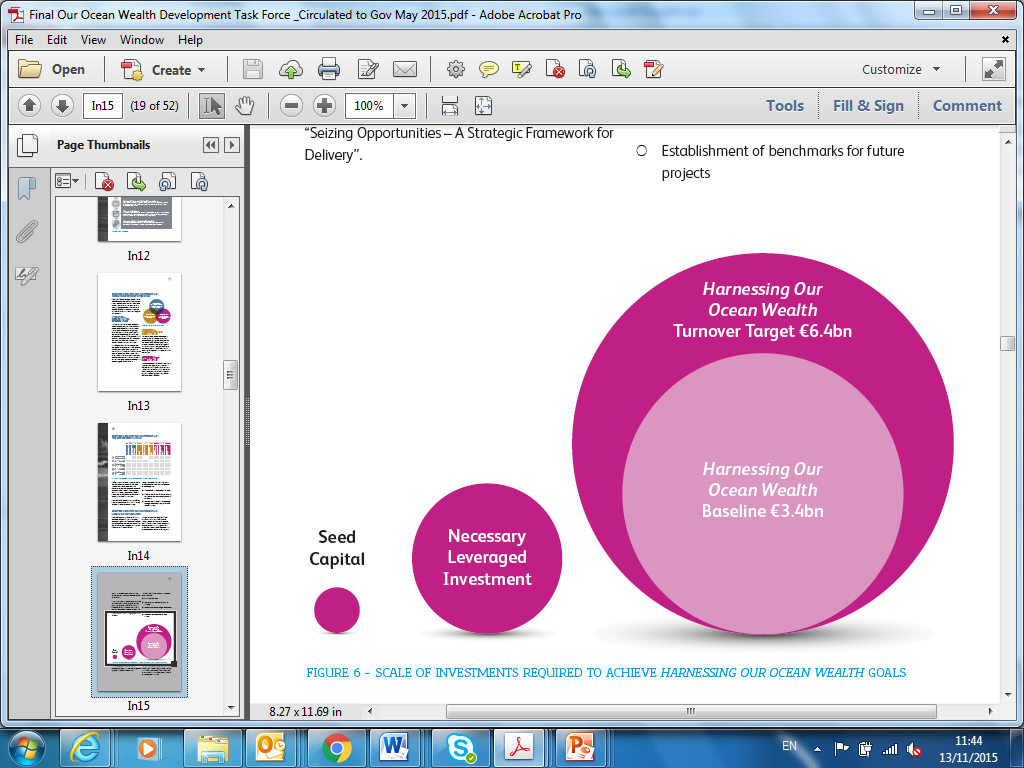 Final Our Ocean Wealth Development Task Force _Circulated to Gov May 2015.pdf - Adobe Acrobat Pro
File Edit View Window Help
Open Create Customize
In15 (19 of 52) 100% Tools Fill & Sign Comment
Page Thumbnails
In12
In13
In14
In15
“Seizing Opportunities – A Strategic Framework for
Delivery”.
Establishment of benchmarks for future
projects
Harnessing Our
Ocean Wealth
Turnover Target €6.4bn
Harnessing Our
Ocean Wealth
Baseline €3.4bn
Seed
Capital
Necessary
Leveraged
Investment
FIGURE 6 – SCALE OF INVESTMENTS REQUIRED TO ACHIEVE HARNESSING OUR OCEAN WEALTH GOALS
8.27 x 11.69 in
EN
11:44
13/11/2015